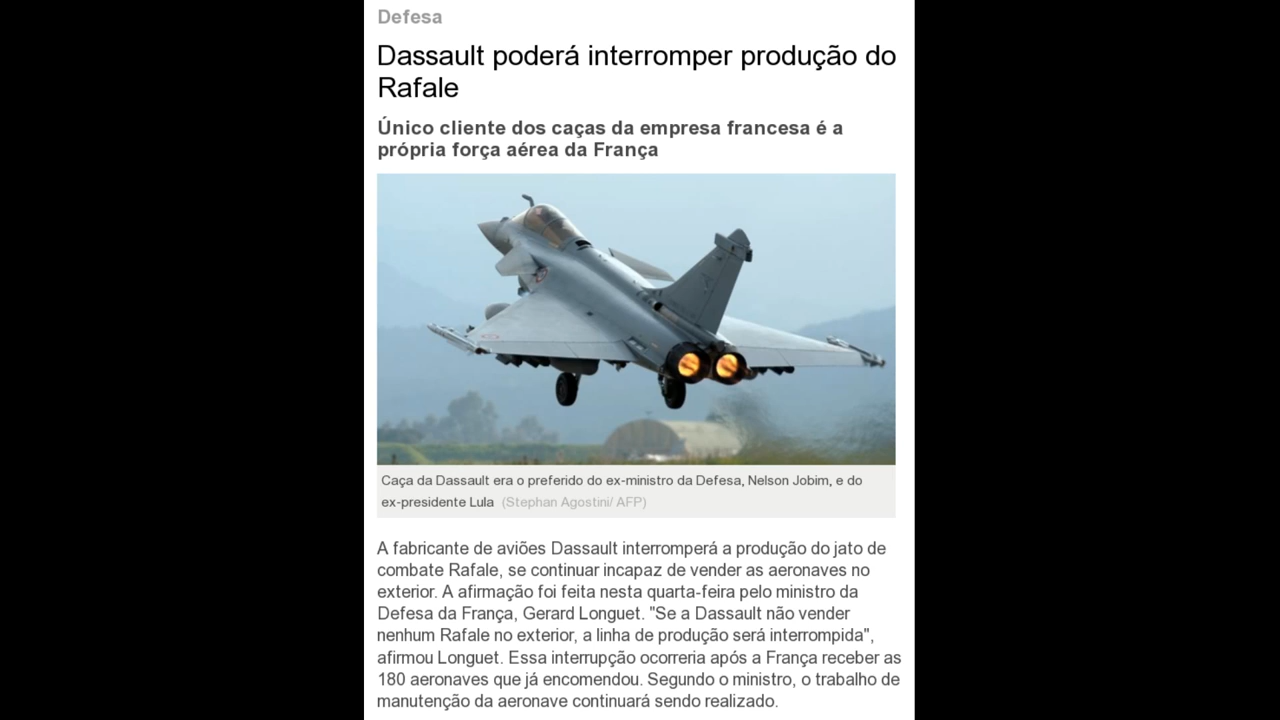 Defesa
Dassault poderá interromper produção do
Rafale
Único cliente dos caças da empresa francesa é a
própria força aérea da França
Caça da Dassault era o preferido do ex-ministro da Defesa, Nelson Jobim, e do
ex-presidente Lula (Stephan Agostini/ AFP)
A fabricante de aviões Dassault interromperá a produção do jato de
combate Rafale, se continuar incapaz de vender as aeronaves no
exterior. A afirmação foi feita nesta quarta-feira pelo ministro da
Defesa da França, Gerard Longuet. "Se a Dassault não vender
nenhum Rafale no exterior, a linha de produção será interrompida",
afirmou Longuet. Essa interrupção ocorreria após a França receber as
180 aeronaves que já encomendou. Segundo o ministro, o trabalho de
manutenção da aeronave continuará sendo realizado.